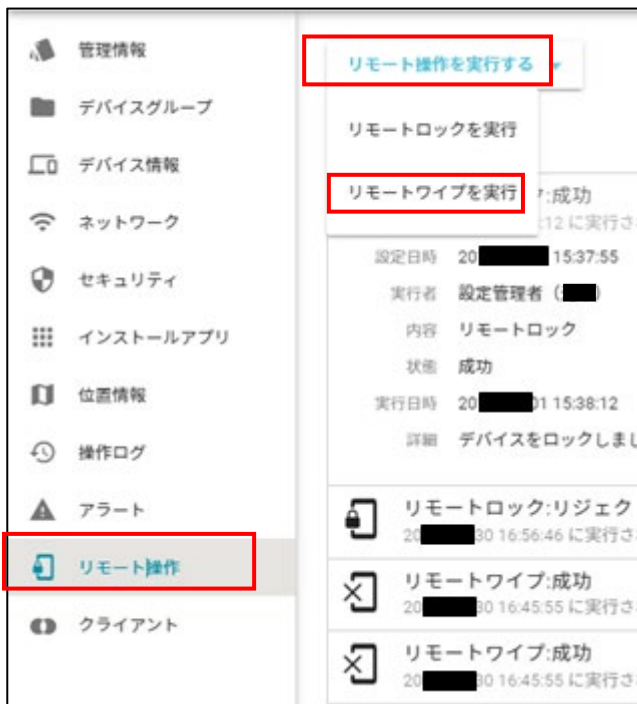 管理情報
デバイスグループ
デバイス情報
ネットワーク
セキュリティ
インストールアプリ
位置情報
操作ログ
アラート
リモート操作
クライアント
リモート操作を実行する
リモートロックを実行
リモートワイプを実行
:成功
:12 に実行さ
設定日時 20 15:37:55
実行者 設定管理者（
内容 リモートロック
状態 成功
実行日時 20 01 15:38:12
詳細 デバイスをロックしまし
リモートロック:リジェク
20 30 16:56:46 に実行さ
リモートワイプ:成功
20 30 16:45:55 に実行さ
リモートワイプ:成功
20 30 16:45:55 に実行さ